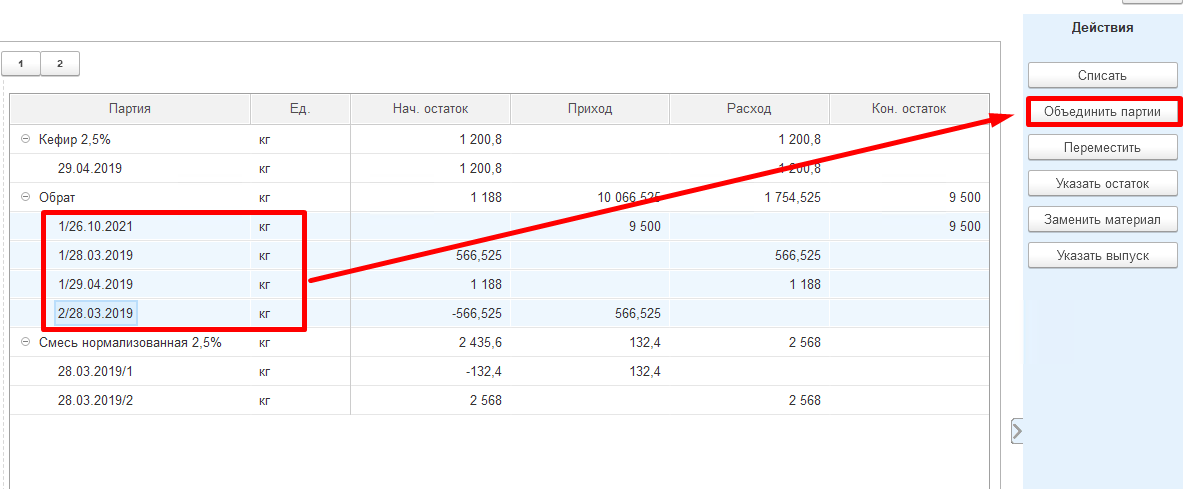 Действия
1 2
Списать
Объединить партии
Переместить
Указать остаток
Заменить материал
Указать выпуск
Партия Ед. Нач. остаток Приход Расход Кон. остаток
Кефир 2,5% кг 1 200,8 1 200,8
29.04.2019 кг 1 200,8 1 200,8
Обрат кг 1 188 10 066,525 1 754,525 9 500
1/26.10.2021 кг 9 500 9 500
1/28.03.2019 кг 566,525 566,525
1/29.04.2019 кг 1 188 1 188
2/28.03.2019 кг -566,525 566,525
Смесь нормализованная 2,5% кг 2 435,6 132,4 2 568
28.03.2019/1 кг -132,4 132,4
28.03.2019/2 кг 2 568 2 568